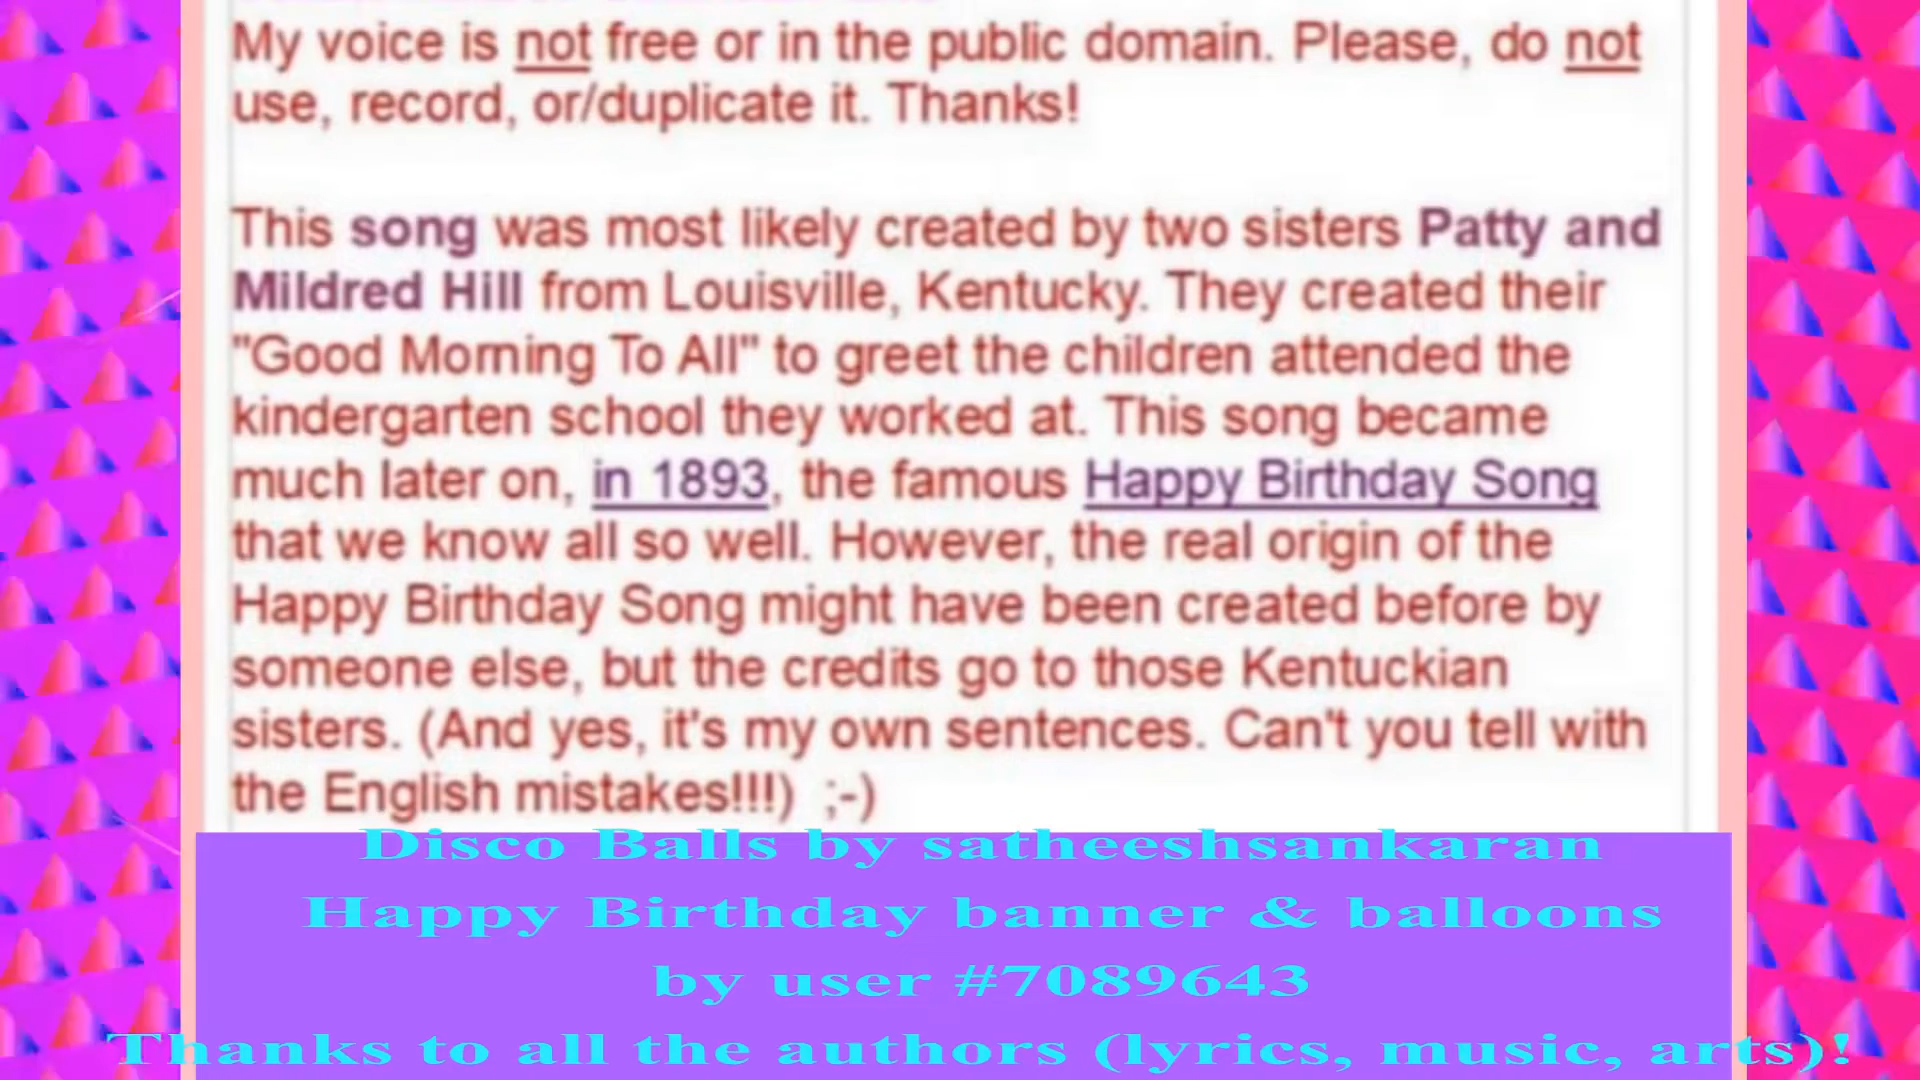 My voice is not free or in the public domain. Please, do not
use, record, or/duplicate it. Thanks!
This song was most likely created by two sisters Patty and
Mildred Hill from Louisville, Kentucky. They created their
"Good Morning To All" to greet the children attended the
kindergarten school they worked at. This song became
much later on, in 1893, the famous Happy Birthday Song
that we know all so well. However, the real origin of the
Happy Birthday Song might have been created before by
someone else, but the credits go to those Kentuckian
sisters. (And yes, it's my own sentences. Can't you tell with
the English mistakes!!!) ;-)
Disco Balls by satheeshsankaran
Happy Birthday banner & balloons
by user #7089643
Thanks to all the authors (lyrics, music, arts)!